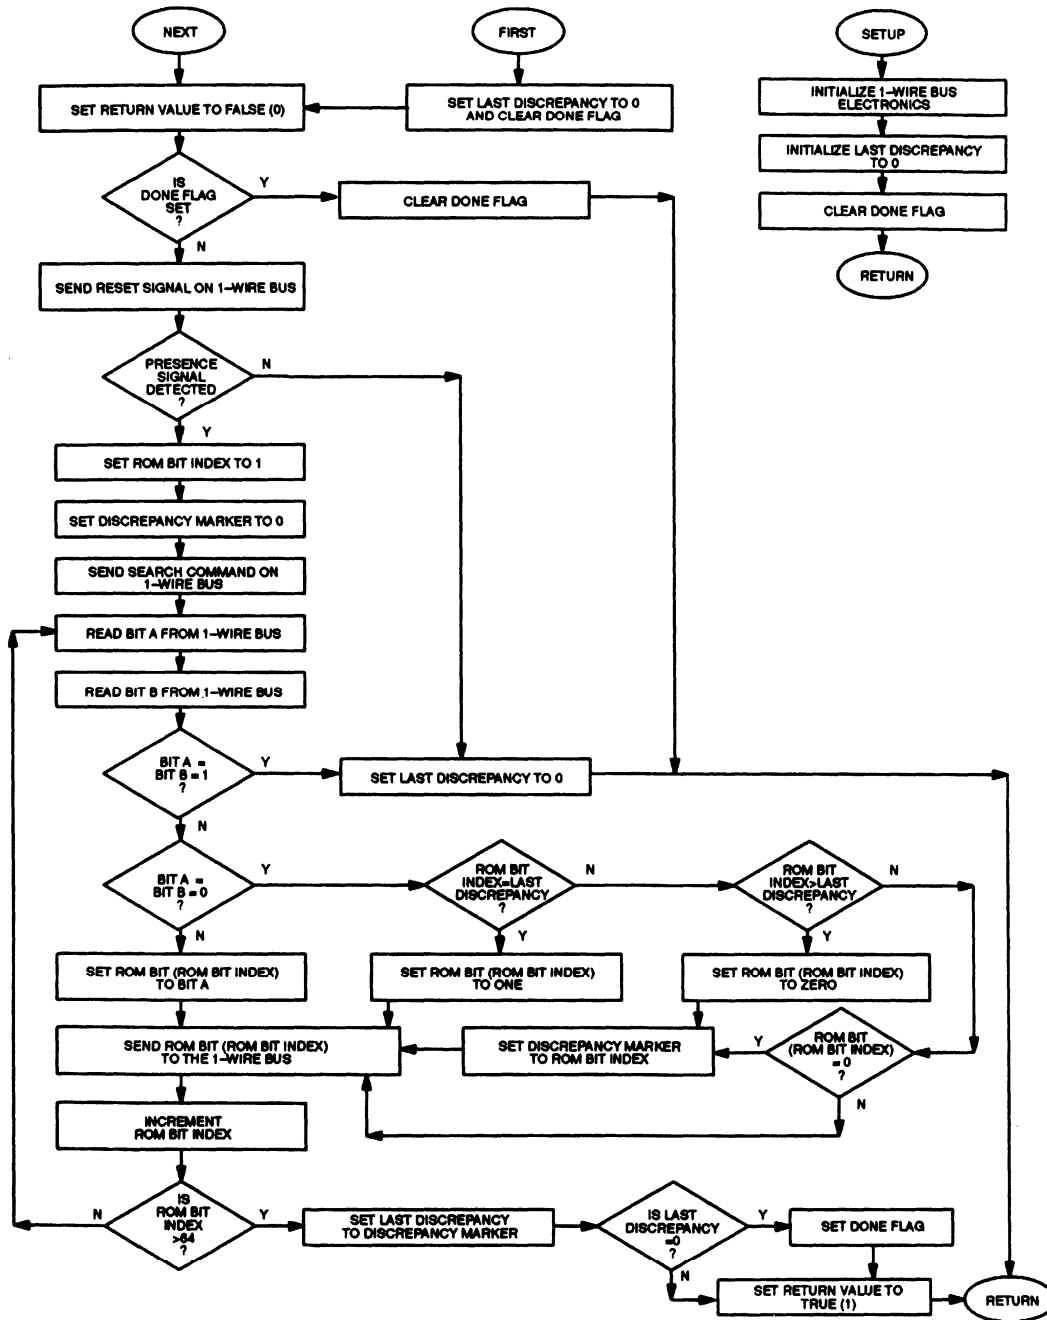 NEXT
FIRST
SETUP
SET RETURN VALUE TO FALSE (0)
SET LAST DISCREPANCY TO 0
AND CLEAR DONE FLAG
INITIALIZE 1–WIRE BUS
ELECTRONICS
INITIALIZE LAST DISCREPANCY
TO 0
CLEAR DONE FLAG
RETURN
IS
DONE FLAG
SET
?
Y
N
CLEAR DONE FLAG
SEND RESET SIGNAL ON 1–WIRE BUS
PRESENCE
SIGNAL
DETECTED
?
N
Y
SET ROM BIT INDEX TO 1
SET DISCREPANCY MARKER TO 0
SEND SEARCH COMMAND ON
1–WIRE BUS
READ BIT A FROM 1–WIRE BUS
READ BIT B FROM 1–WIRE BUS
BIT A =
BIT B = 1
?
Y
N
SET LAST DISCREPANCY TO 0
BIT A =
BIT B = 0
?
Y
N
ROM BIT
INDEX=LAST
DISCREPANCY
?
N
Y
ROM BIT
INDEX>LAST
DISCREPANCY
?
N
Y
SET ROM BIT (ROM BIT INDEX)
TO BIT A
SET ROM BIT (ROM BIT INDEX)
TO ONE
SET ROM BIT (ROM BIT INDEX)
TO ZERO
SEND ROM BIT (ROM BIT INDEX)
TO THE 1–WIRE BUS
SET DISCREPANCY MARKER
TO ROM BIT INDEX
Y
ROM BIT
(ROM BIT INDEX)
= 0
?
N
INCREMENT
ROM BIT INDEX
IS
ROM BIT
INDEX
>64
?
N
Y
SET LAST DISCREPANCY
TO DISCREPANCY MARKER
IS LAST
DISCREPANCY
=0
?
Y
N
SET DONE FLAG
SET RETURN VALUE TO
TRUE (1)
RETURN